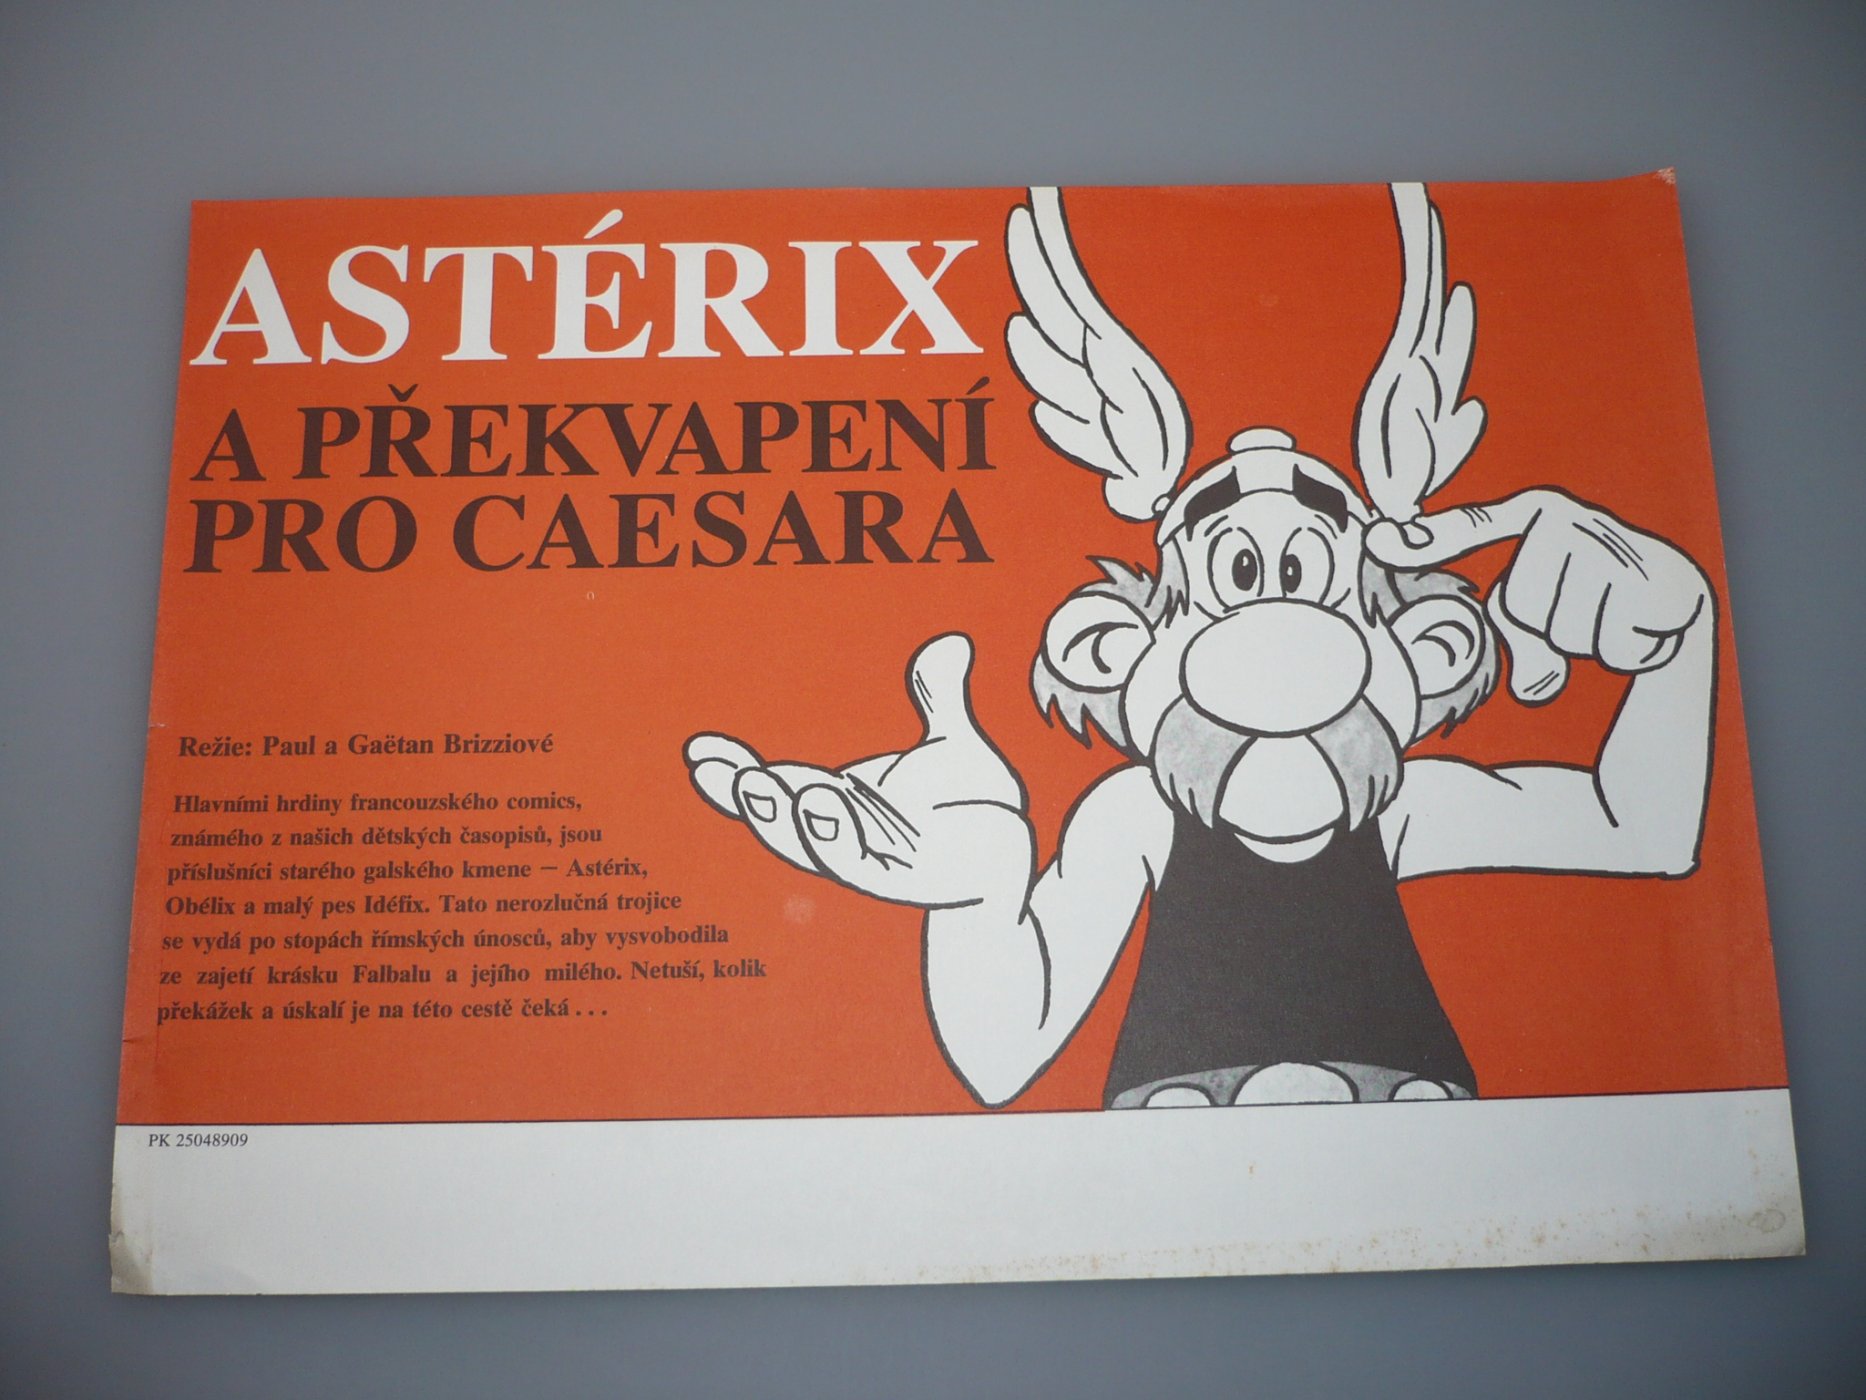 ASTÉRIX
A PŘEKVAPENÍ
PRO CAESARA
Režie: Paul a Gaëtan Brizziové
Hlavními hrdiny francouzského comics,
známého z našich dětských časopisů, jsou
příslušníci starého galského kmene — Astérix,
Obélix a malý pes Idéfix. Tato nerozlučná trojice
se vydá po stopách římských únosců, aby vysvobodila
ze zajetí krásku Falbalu a jejího milého. Netuší, kolik
překážek a úskalí je na této cestě čeká...
PK 25048909